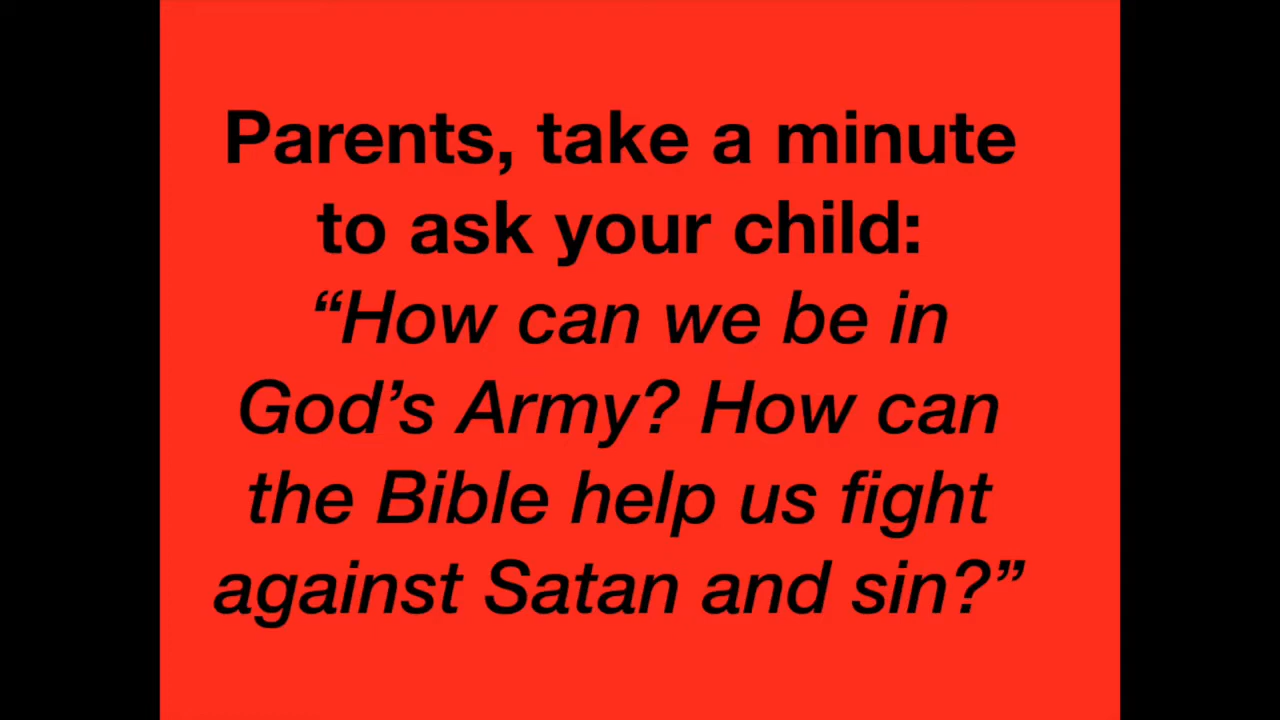 Parents, take a minute
to ask your child:
“How can we be in
God’s Army? How can
the Bible help us fight
against Satan and sin?”